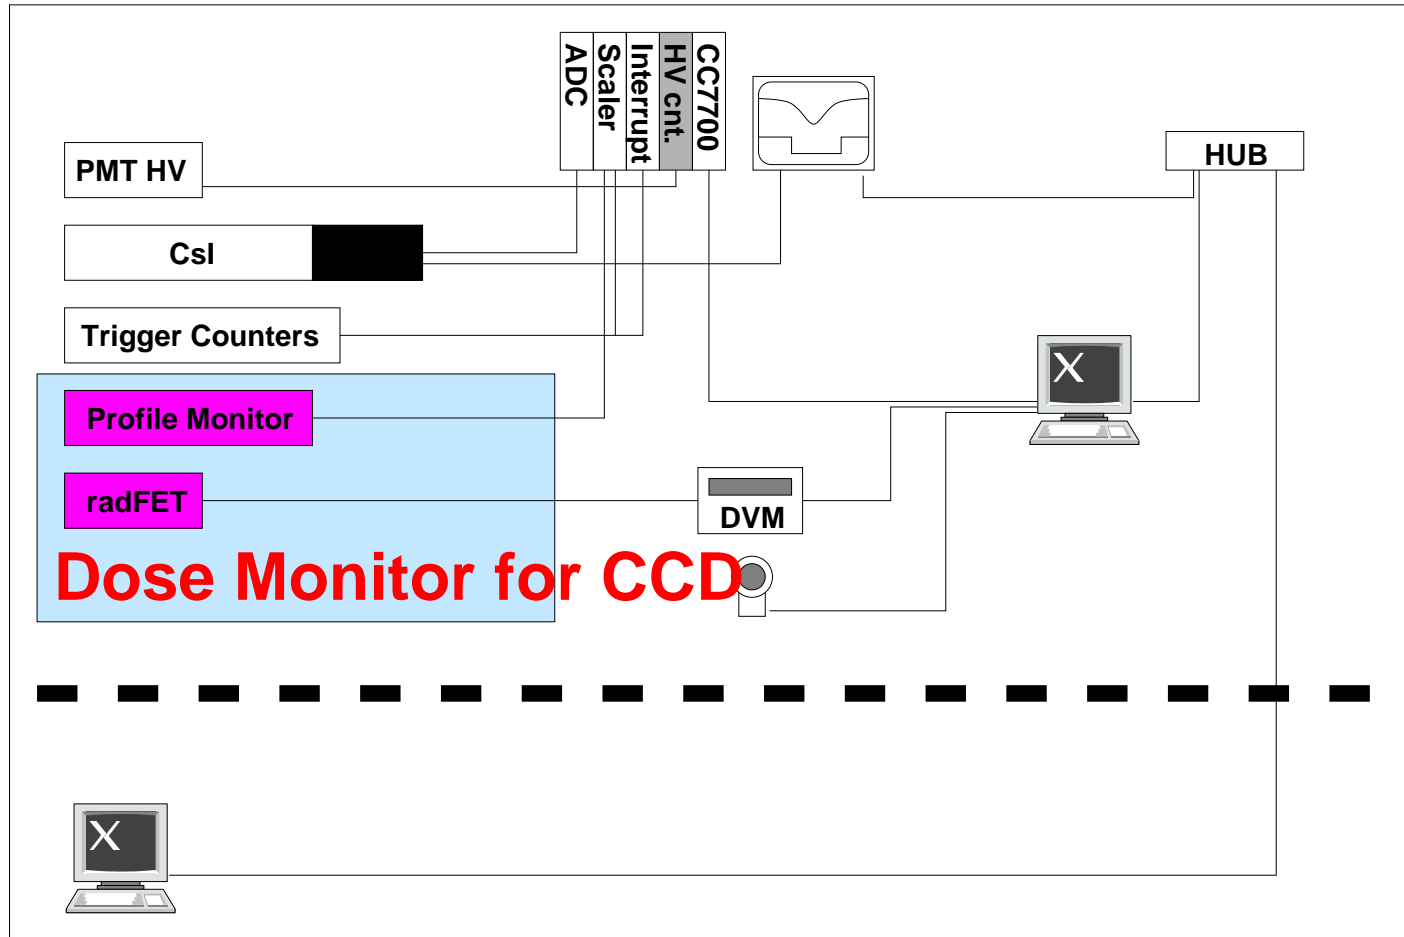 ADC
Scaler
Interrupt
HV cnt.
CC7700
PMT HV
HUB
CsI
Trigger Counters
X
Profile Monitor
radFET
DVM
Dose Monitor for CCD
X